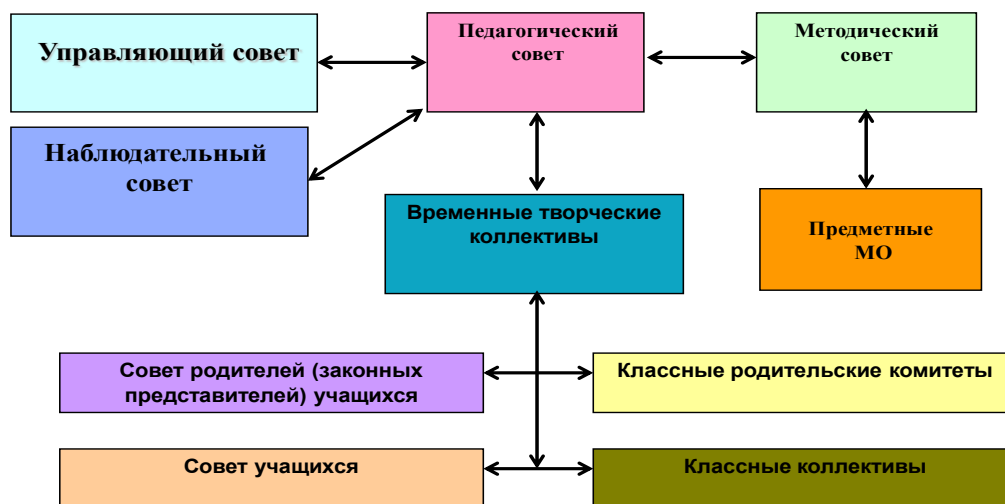 Управляющий совет
Педагогический
совет
Методический
совет
Наблюдательный
совет
Временные творческие
коллективы
Предметные
МО
Совет родителей (законных
представителей) учащихся
Классные родительские комитеты
Совет учащихся
Классные коллективы